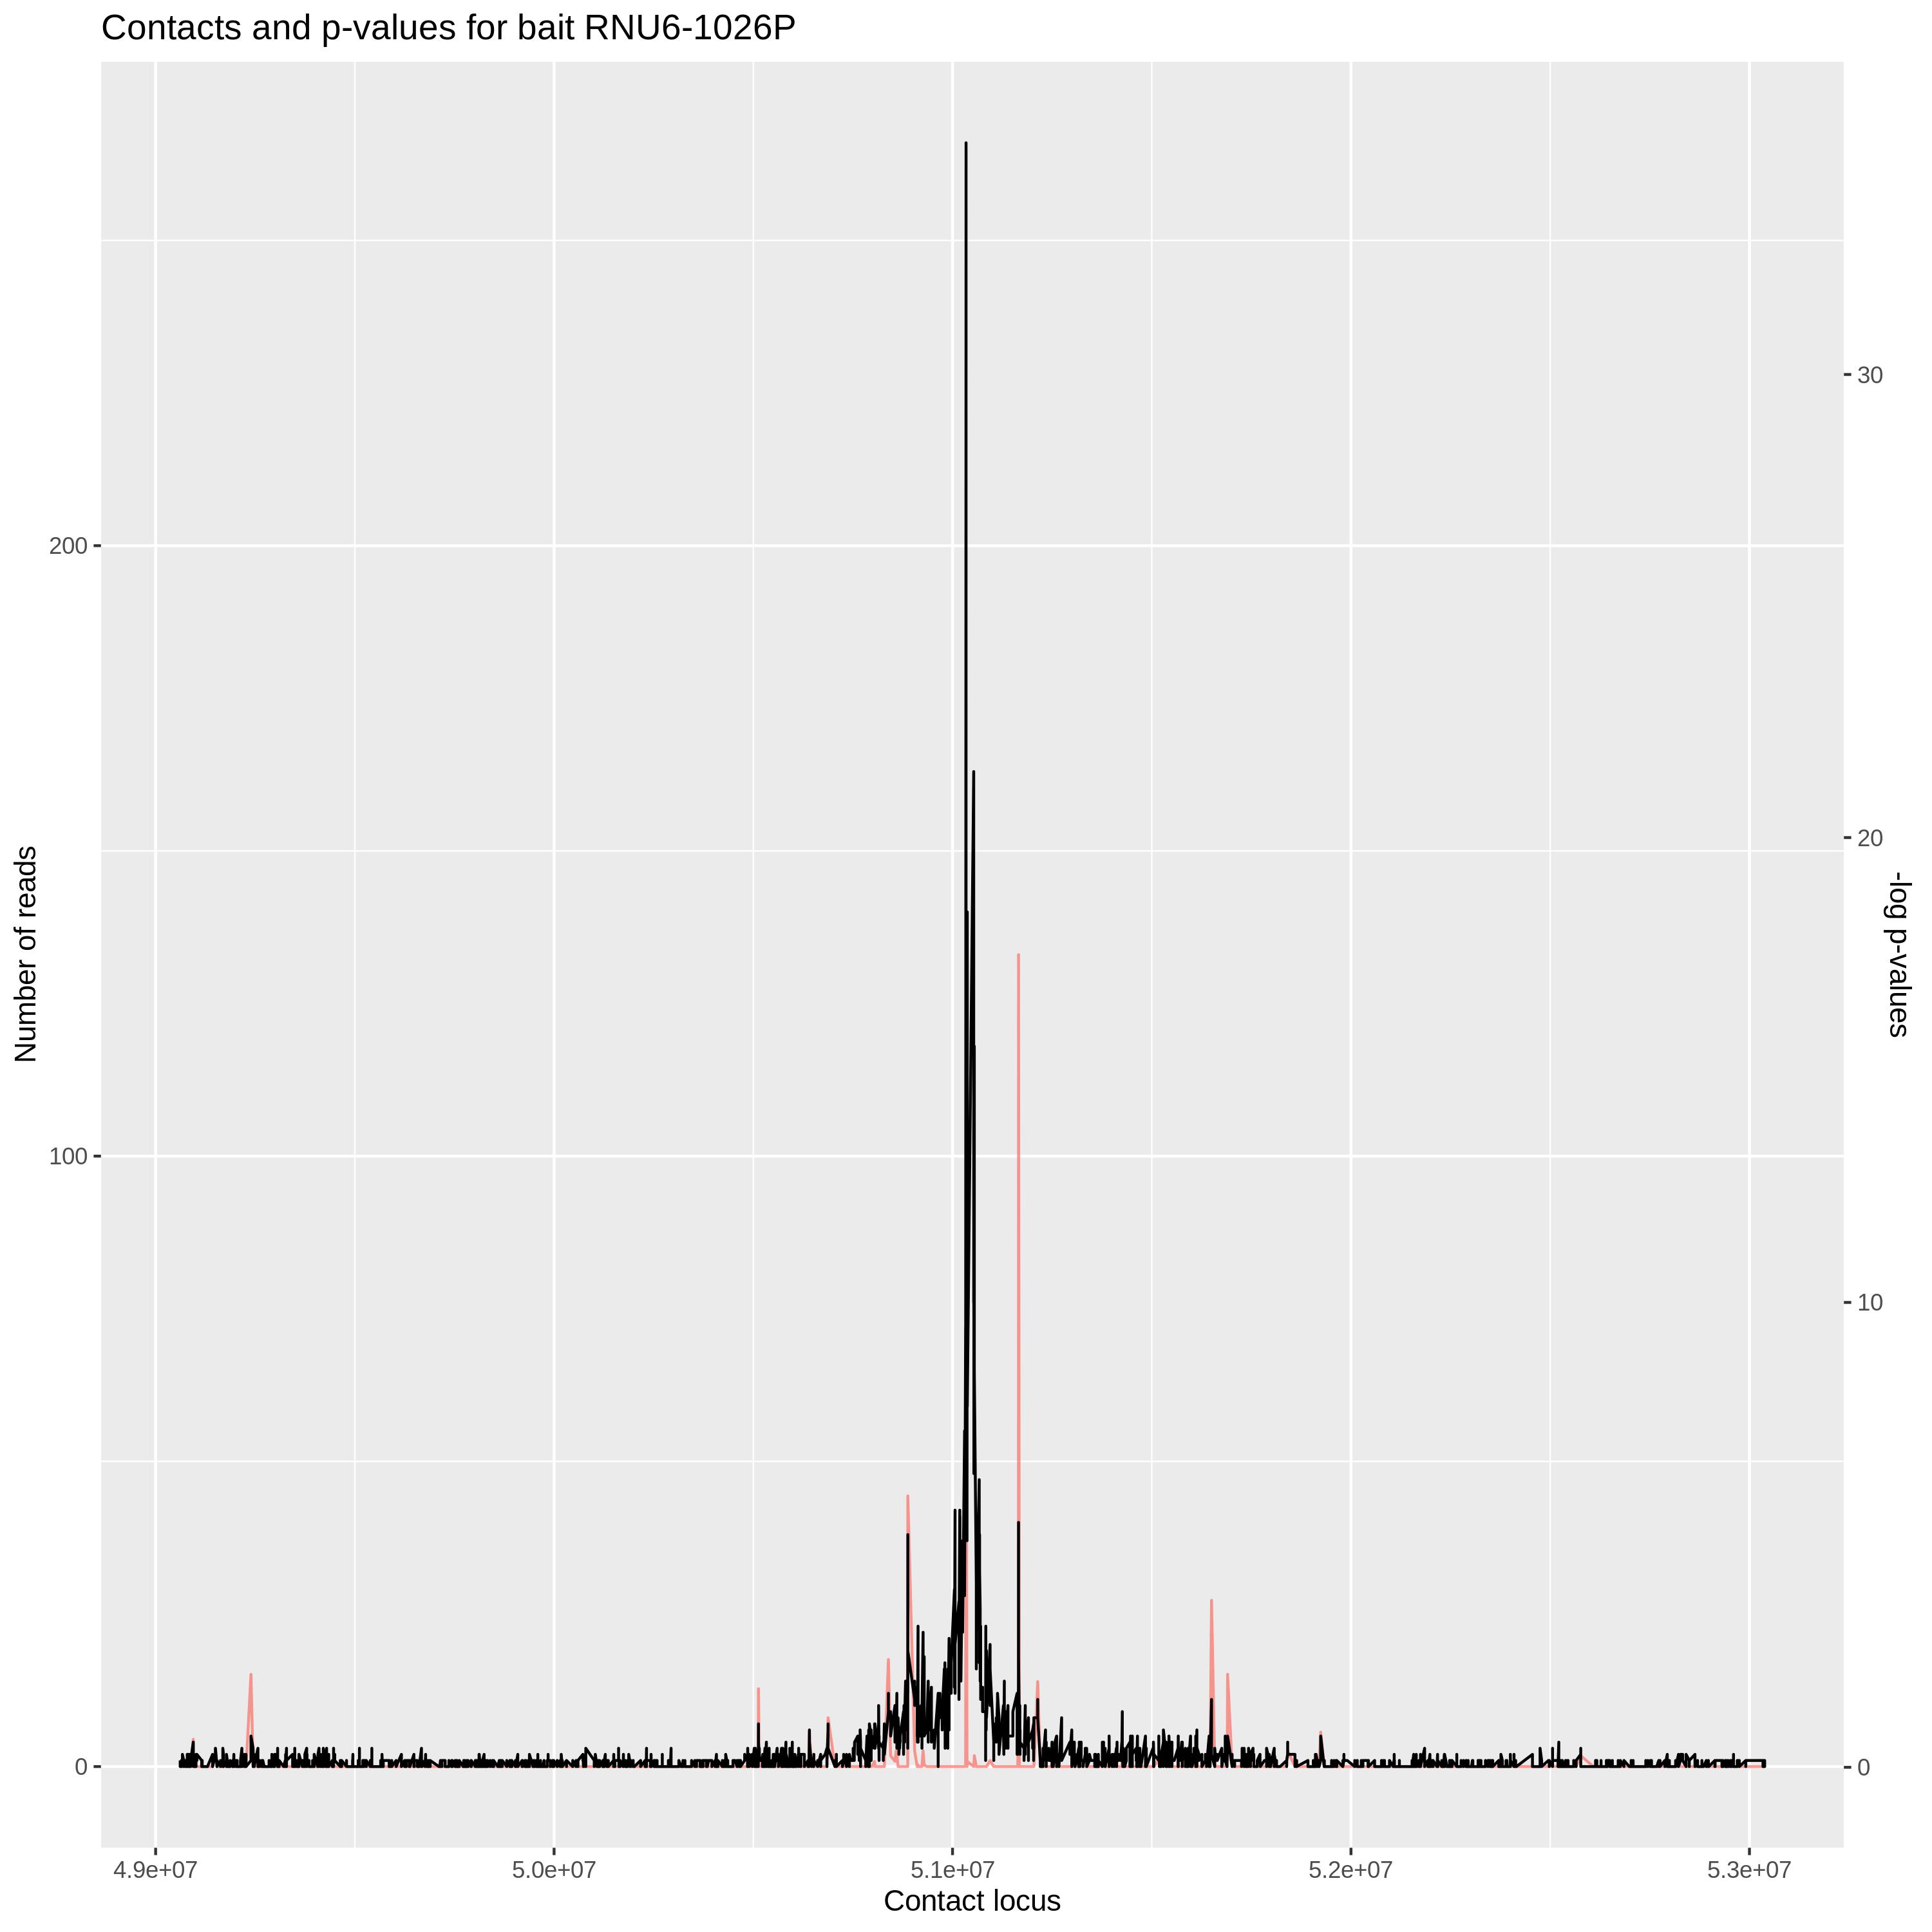 Contacts and p-values for bait RNU6-1026P
Number of reads
200
100
0
30
20
10
0
-log p-values
4.9e+07 5.0e+07 5.1e+07 5.2e+07 5.3e+07
Contact locus